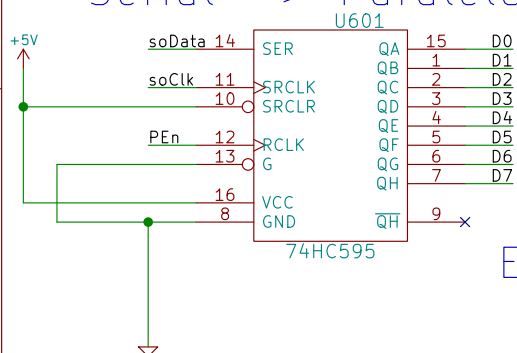 Serial --> Paralelo
U601
+5V
soData 14 SER QA 15 D0
QB 1 D1
soClk 11 SRCLK QC 2 D2
10 SRCLR QD 3 D3
QE 4 D4
PEn 12 RCLK QF 5 D5
13 G QG 6 D6
QH 7 D7
16 VCC
8 GND QH 9
74HC595